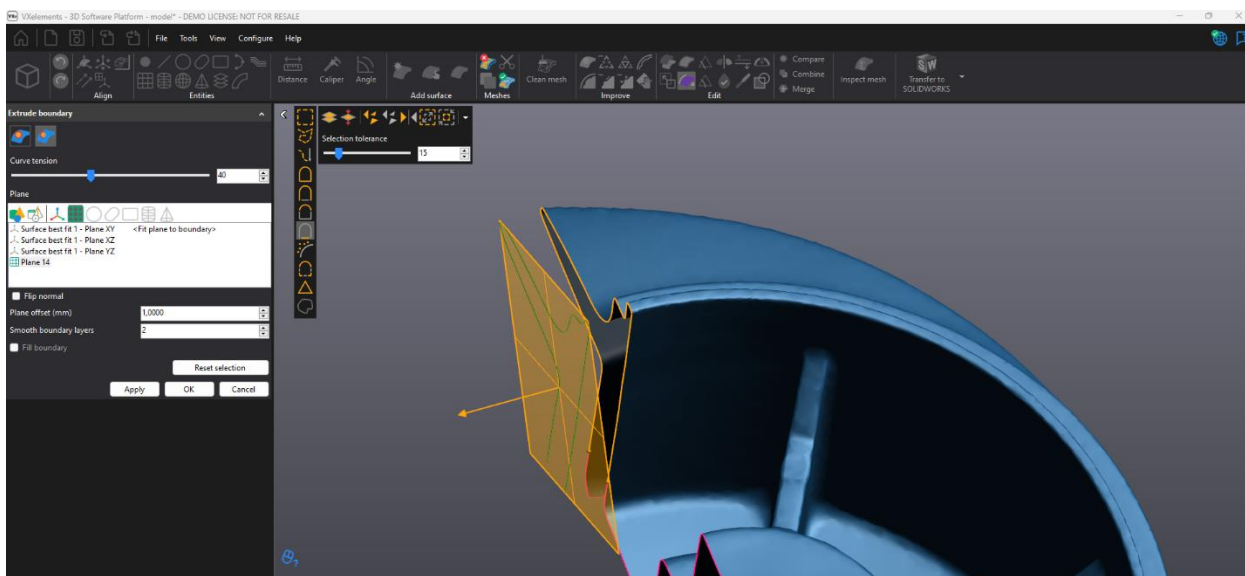 VXelements - 3D Software Platform - model* - DEMO LICENSE: NOT FOR RESALE
File Tools View Configure Help
Distance Caliper Angle Clean mesh Compare
Combine Inspect mesh Transfer to
Merge SOLIDWORKS
Align Entities Add surface Meshes Improve Edit
Extrude boundary
Selection tolerance
15
Curve tension
40
Plane
Surface best fit 1 - Plane XY <Fit plane to boundary>
Surface best fit 1 - Plane XZ
Surface best fit 1 - Plane YZ
Plane 14
Flip normal
Plane offset (mm) 1,0000
Smooth boundary layers 2
Fill boundary
Reset selection
Apply OK Cancel